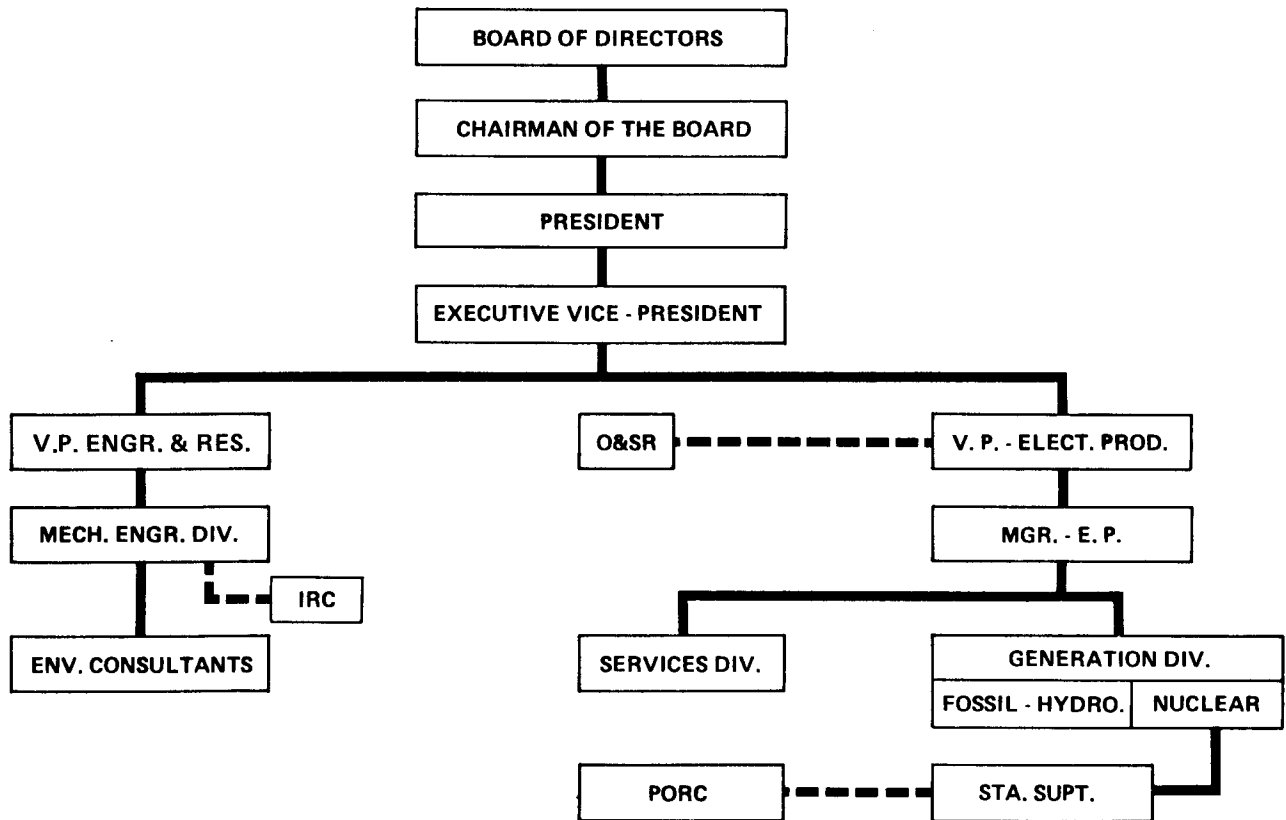 BOARD OF DIRECTORS
CHAIRMAN OF THE BOARD
PRESIDENT
EXECUTIVE VICE - PRESIDENT
V.P. ENGR. & RES.
O&SR
V. P. - ELECT. PROD.
MECH. ENGR. DIV.
MGR. - E. P.
IRC
ENV. CONSULTANTS
SERVICES DIV.
GENERATION DIV.
FOSSIL - HYDRO.
NUCLEAR
PORC
STA. SUPT.